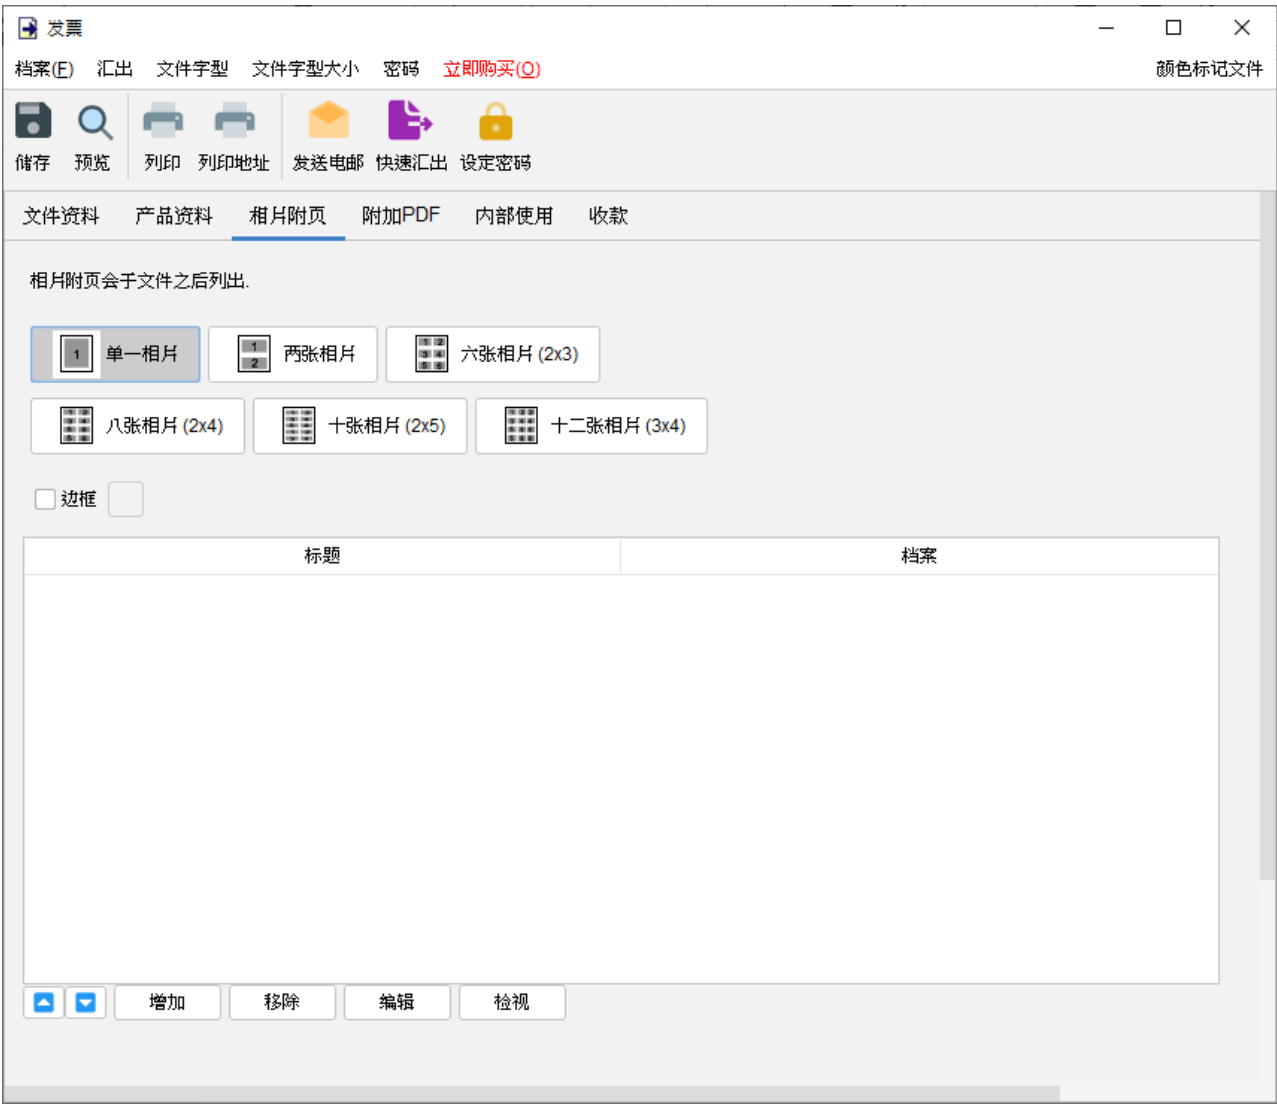 发票
档案(F) 汇出 文件字型 文件字型大小 密码 立即购买(O) 颜色标记文件
储存 预览 列印 列印地址 发送电邮 快速汇出 设定密码
文件资料 产品资料 相片附页 附加PDF 内部使用 收款
相片附页会于文件之后列出.
1 单一相片 1 2 两张相片 1 2 3 4 5 6 六张相片 (2x3)
八张相片 (2x4) 十张相片 (2x5) 十二张相片 (3x4)
边框
标题 档案
增加 移除 编辑 检视